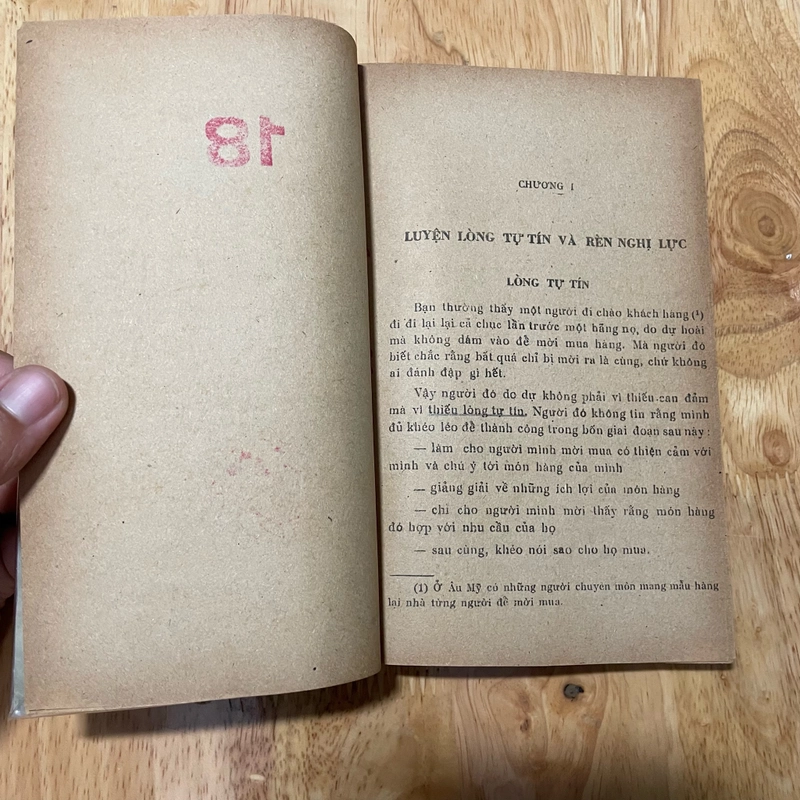 18
CHƯƠNG I
LUYỆN LÒNG TỰ TÍN VÀ RÈN NGHỊ LỰC
LÒNG TỰ TÍN
Bạn thường thấy một người đi chào khách hàng (1)
đi đi lại lại cả chục lần trước một hãng nọ, do dự hoài
mà không dám vào để mời mua hàng. Mà người đó
biết chắc rằng bất quá chỉ bị mời ra là cùng, chứ không
ai đánh đập gì hết.
Vậy người đó do dự không phải vì thiếu can đảm
mà vì thiếu lòng tự tín. Người đó không tin rằng mình
đủ khéo léo để thành công trong bốn giai đoạn sau này :
— làm cho người mình mời mua có thiện cảm với
mình và chú ý tới món hàng của mình
— giảng giải về những ích lợi của món hàng
— chỉ cho người mình mời thấy rằng món hàng
đó hợp với nhu cầu của họ
— sau cùng, khéo nói sao cho họ mua.
(1) Ở Âu Mỹ có những người chuyên môn mang mẫu hàng
lại nhà từng người để mời mua.